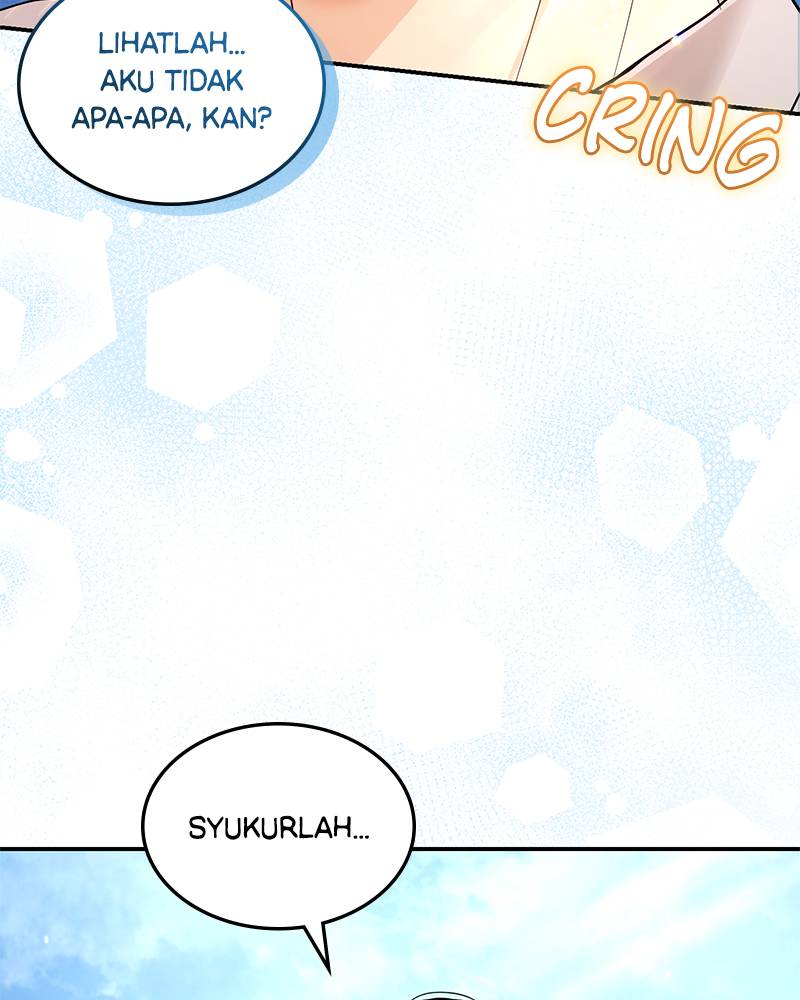 LIHATLAH...
AKU TIDAK
APA-APA, KAN?
CRING
SYUKURLAH...